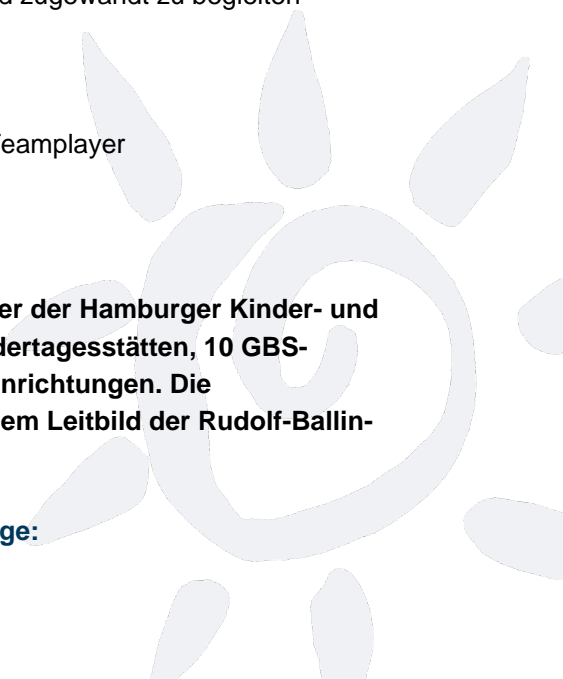 zugewandt zu begleiten
Teamplayer
er der Hamburger Kinder- und
dertagesstätten, 10 GBS-
nrichtungen. Die
em Leitbild der Rudolf-Ballin-
ge: